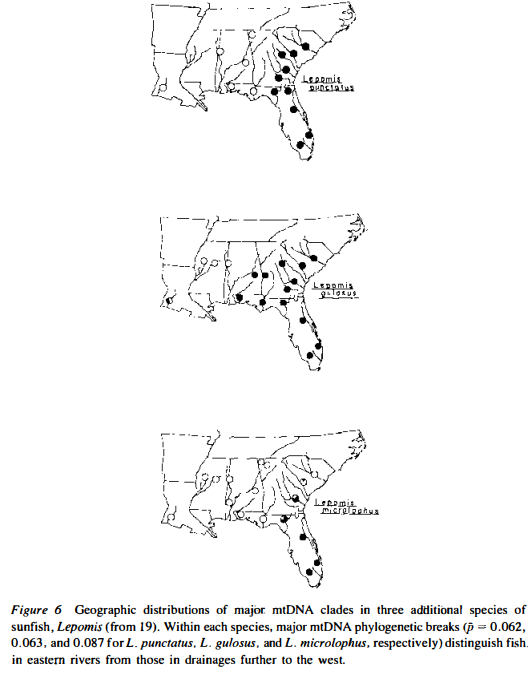 Lepomis
punctatus
Lepomis
gulosus
Lepomis
microlophus
Figure 6 Geographic distributions of major mtDNA clades in three additional species of
sunfish, Lepomis (from 19). Within each species, major mtDNA phylogenetic breaks (p̄ = 0.062,
0.063, and 0.087 for L. punctatus, L. gulosus, and L. microlophus, respectively) distinguish fish
in eastern rivers from those in drainages further to the west.